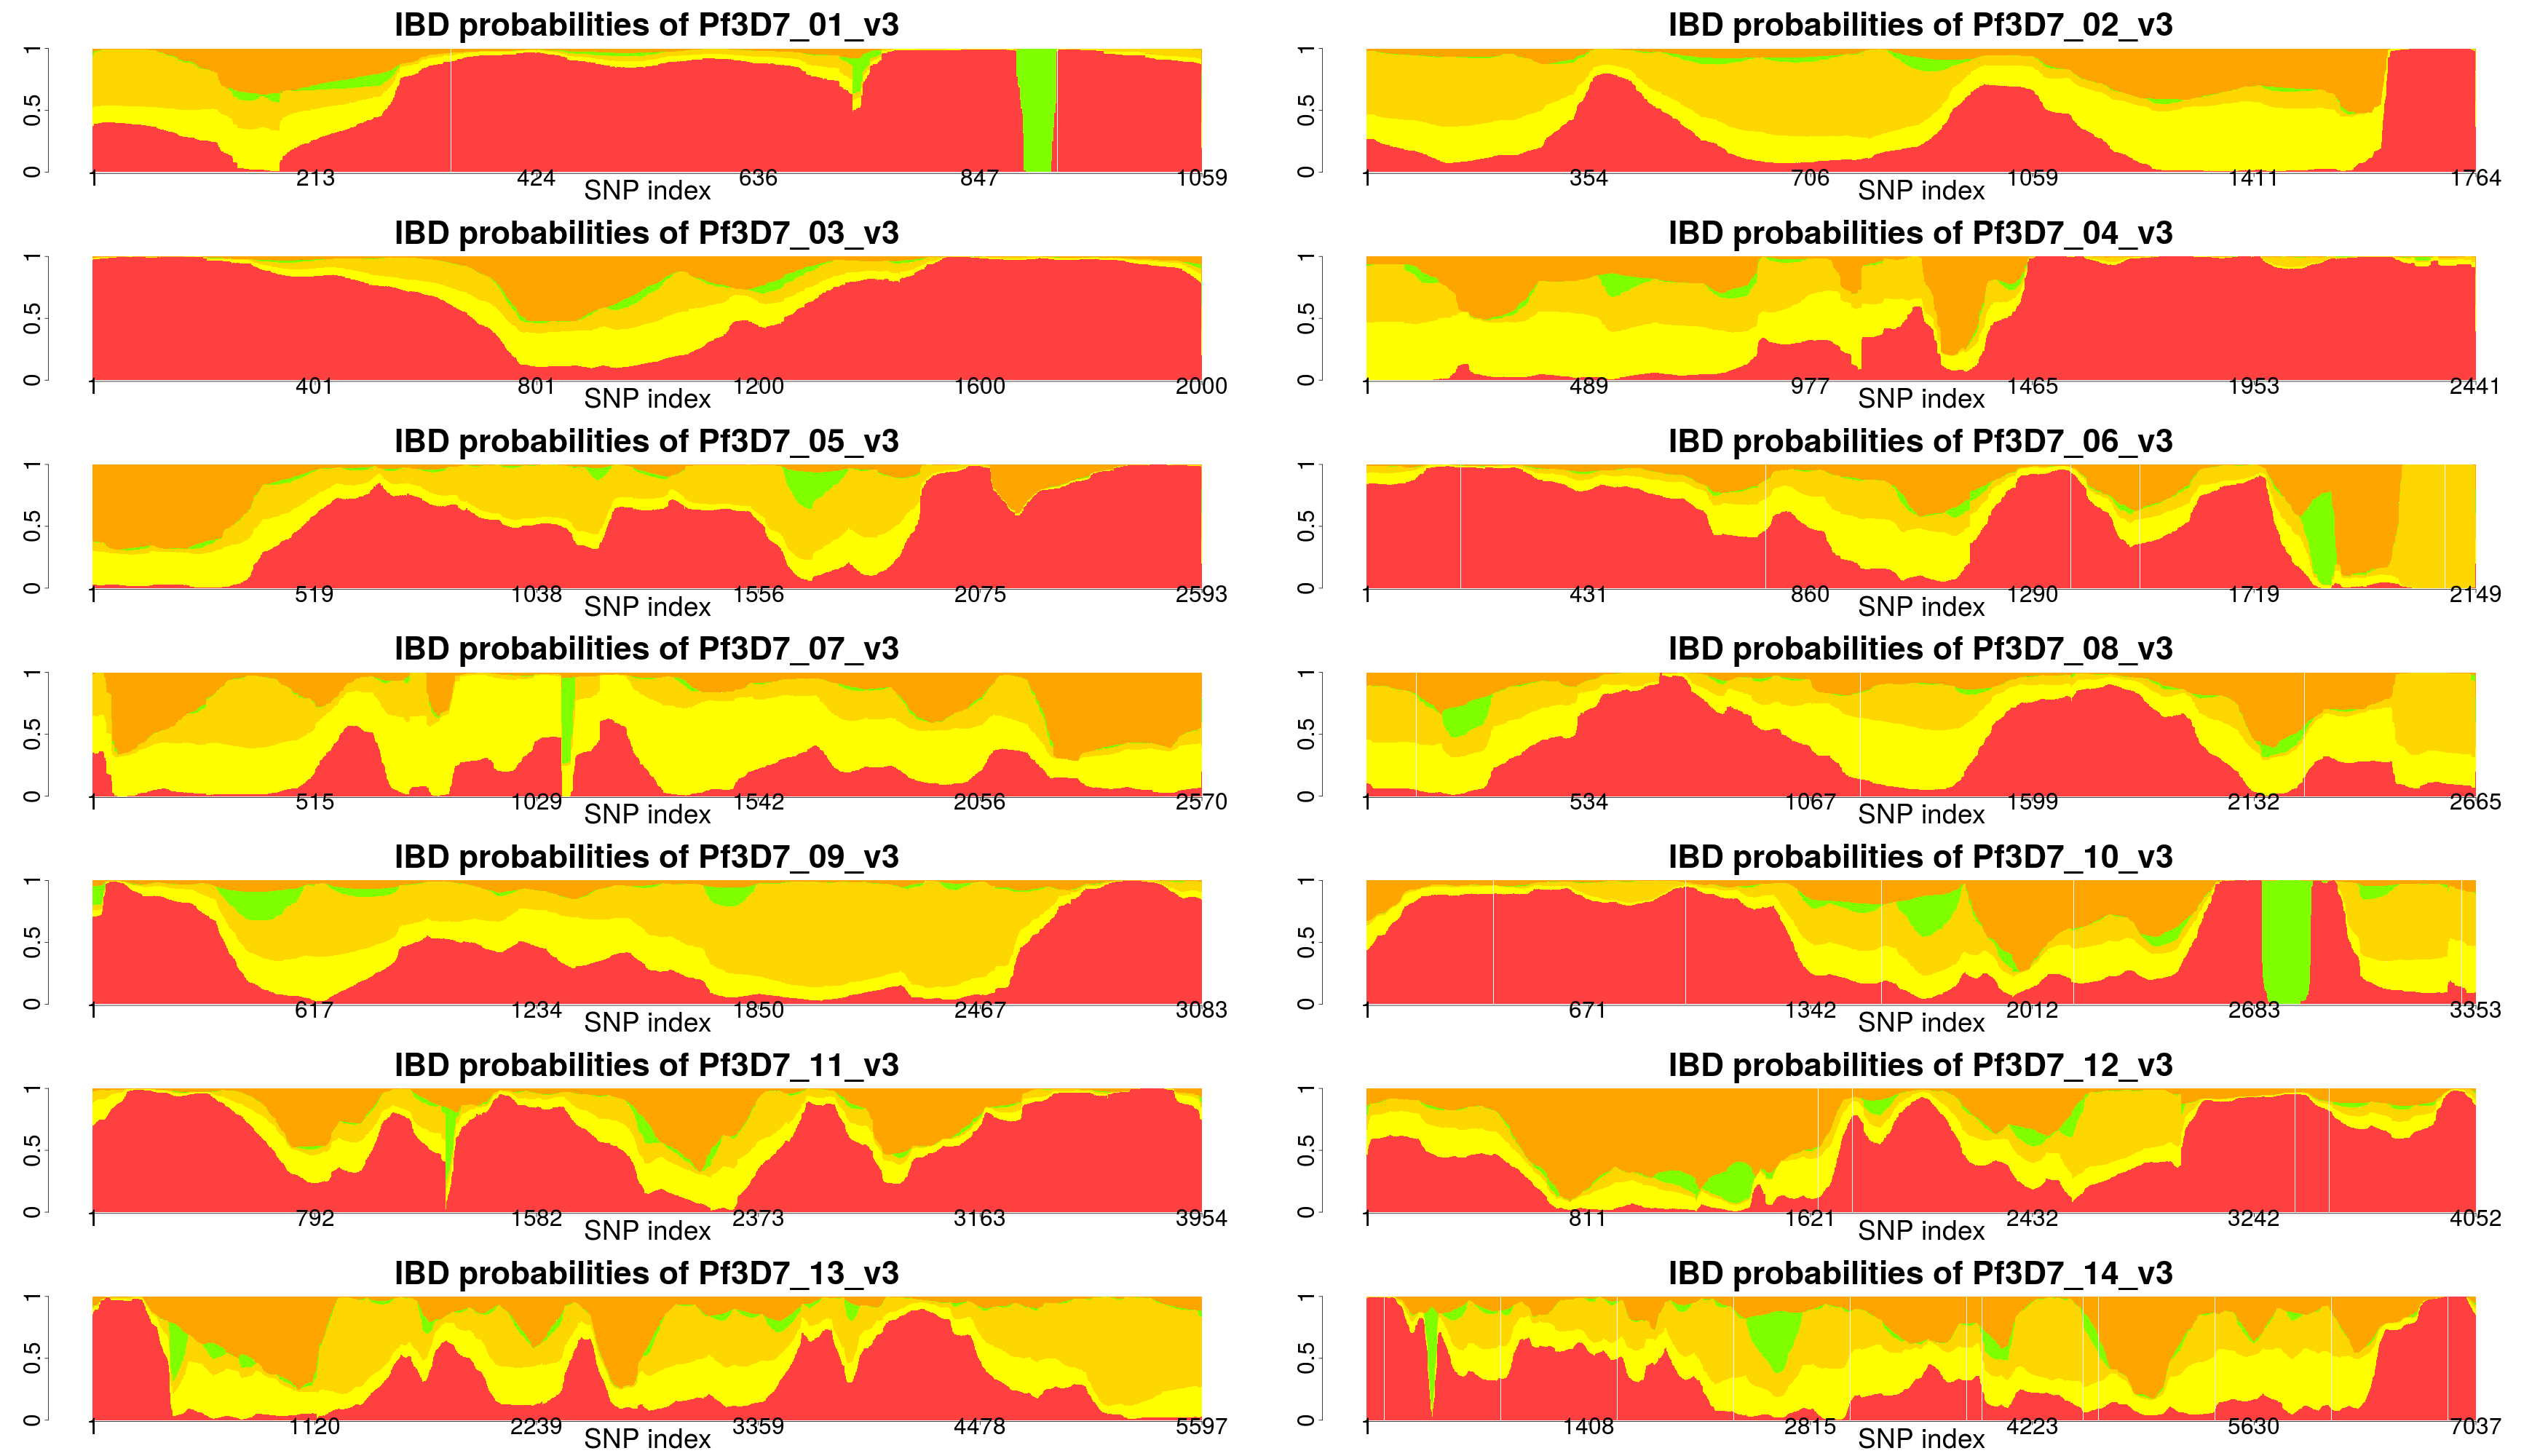 IBD probabilities of Pf3D7_01_v3
1
0.5
0
1 213 424 636 847 1059
SNP index
IBD probabilities of Pf3D7_02_v3
1
0.5
0
1 354 706 1059 1411 1764
SNP index
IBD probabilities of Pf3D7_03_v3
1
0.5
0
1 401 801 1200 1600 2000
SNP index
IBD probabilities of Pf3D7_04_v3
1
0.5
0
1 489 977 1465 1953 2441
SNP index
IBD probabilities of Pf3D7_05_v3
1
0.5
0
1 519 1038 1556 2075 2593
SNP index
IBD probabilities of Pf3D7_06_v3
1
0.5
0
1 431 860 1290 1719 2149
SNP index
IBD probabilities of Pf3D7_07_v3
1
0.5
0
1 515 1029 1542 2056 2570
SNP index
IBD probabilities of Pf3D7_08_v3
1
0.5
0
1 534 1067 1599 2132 2665
SNP index
IBD probabilities of Pf3D7_09_v3
1
0.5
0
1 617 1234 1850 2467 3083
SNP index
IBD probabilities of Pf3D7_10_v3
1
0.5
0
1 671 1342 2012 2683 3353
SNP index
IBD probabilities of Pf3D7_11_v3
1
0.5
0
1 792 1582 2373 3163 3954
SNP index
IBD probabilities of Pf3D7_12_v3
1
0.5
0
1 811 1621 2432 3242 4052
SNP index
IBD probabilities of Pf3D7_13_v3
1
0.5
0
1 1120 2239 3359 4478 5597
SNP index
IBD probabilities of Pf3D7_14_v3
1
0.5
0
1 1408 2815 4223 5630 7037
SNP index